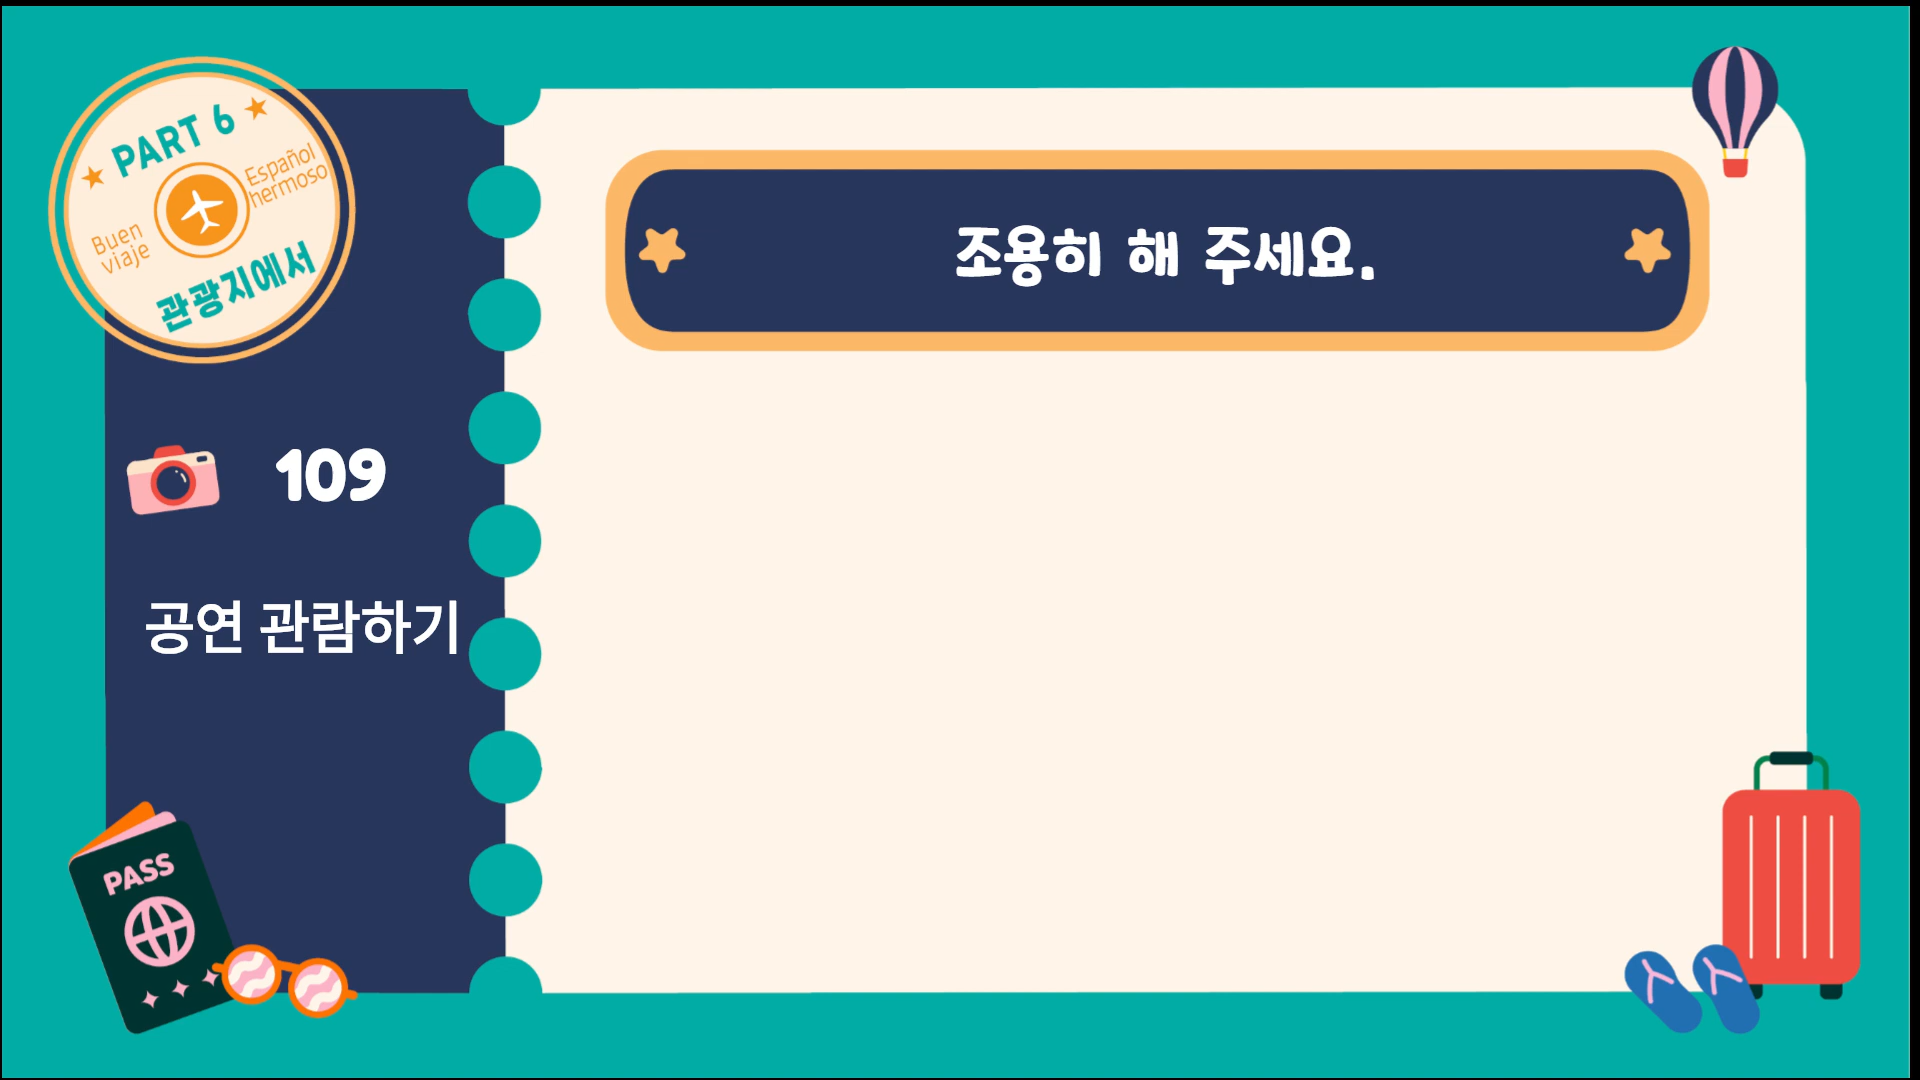 PART 6
Español
hermoso
Buen
viaje
관광지에서
조용히 해 주세요.
109
공연 관람하기
PASS